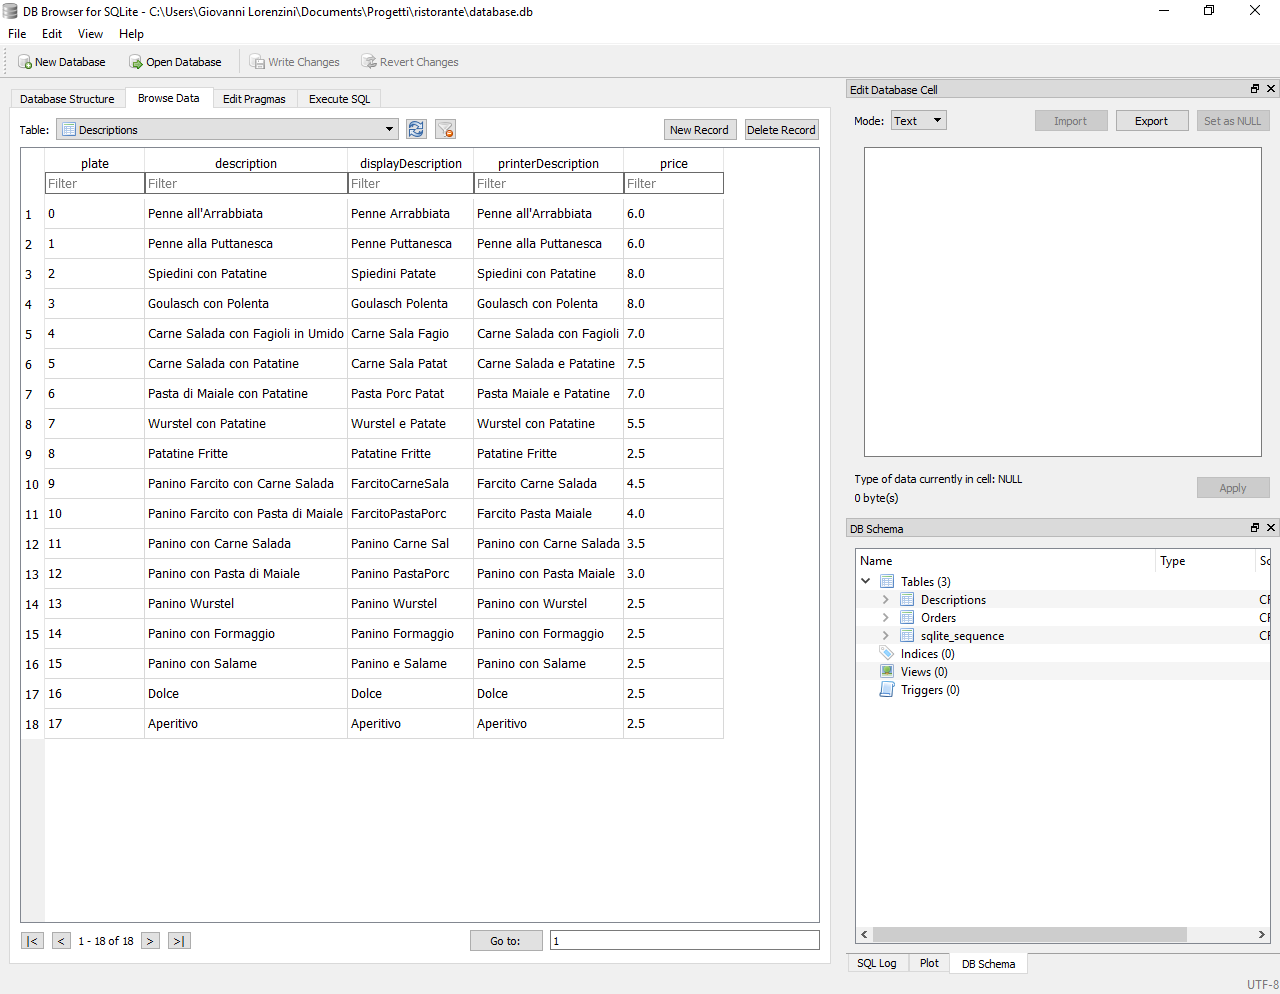 DB Browser for SQLite - C:\Users\Giovanni Lorenzini\Documents\Progetti\ristorante\database.db
File Edit View Help
New Database Open Database Write Changes Revert Changes
Database Structure Browse Data Edit Pragmas Execute SQL
Table: Descriptions New Record Delete Record
plate description displayDescription printerDescription price
Filter Filter Filter Filter Filter
1 0 Penne all'Arrabbiata Penne Arrabbiata Penne all'Arrabbiata 6.0
2 1 Penne alla Puttanesca Penne Puttanesca Penne alla Puttanesca 6.0
3 2 Spiedini con Patatine Spiedini Patate Spiedini con Patatine 8.0
4 3 Goulasch con Polenta Goulasch Polenta Goulasch con Polenta 8.0
5 4 Carne Salada con Fagioli in Umido Carne Sala Fagio Carne Salada con Fagioli 7.0
6 5 Carne Salada con Patatine Carne Sala Patat Carne Salada e Patatine 7.5
7 6 Pasta di Maiale con Patatine Pasta Porc Patat Pasta Maiale e Patatine 7.0
8 7 Wurstel con Patatine Wurstel e Patate Wurstel con Patatine 5.5
9 8 Patatine Fritte Patatine Fritte Patatine Fritte 2.5
10 9 Panino Farcito con Carne Salada FarcitoCarneSala Farcito Carne Salada 4.5
11 10 Panino Farcito con Pasta di Maiale FarcitoPastaPorc Farcito Pasta Maiale 4.0
12 11 Panino con Carne Salada Panino Carne Sal Panino con Carne Salada 3.5
13 12 Panino con Pasta di Maiale Panino PastaPorc Panino con Pasta Maiale 3.0
14 13 Panino Wurstel Panino Wurstel Panino con Wurstel 2.5
15 14 Panino con Formaggio Panino Formaggio Panino con Formaggio 2.5
16 15 Panino con Salame Panino e Salame Panino con Salame 2.5
17 16 Dolce Dolce Dolce 2.5
18 17 Aperitivo Aperitivo Aperitivo 2.5
|< < 1 - 18 of 18 > >| Go to: 1
Edit Database Cell
Mode: Text Import Export Set as NULL
Type of data currently in cell: NULL
0 byte(s)
Apply
DB Schema
Name Type Sc
Tables (3)
Descriptions CF
Orders CF
sqlite_sequence CF
Indices (0)
Views (0)
Triggers (0)
SQL Log Plot DB Schema
UTF-8